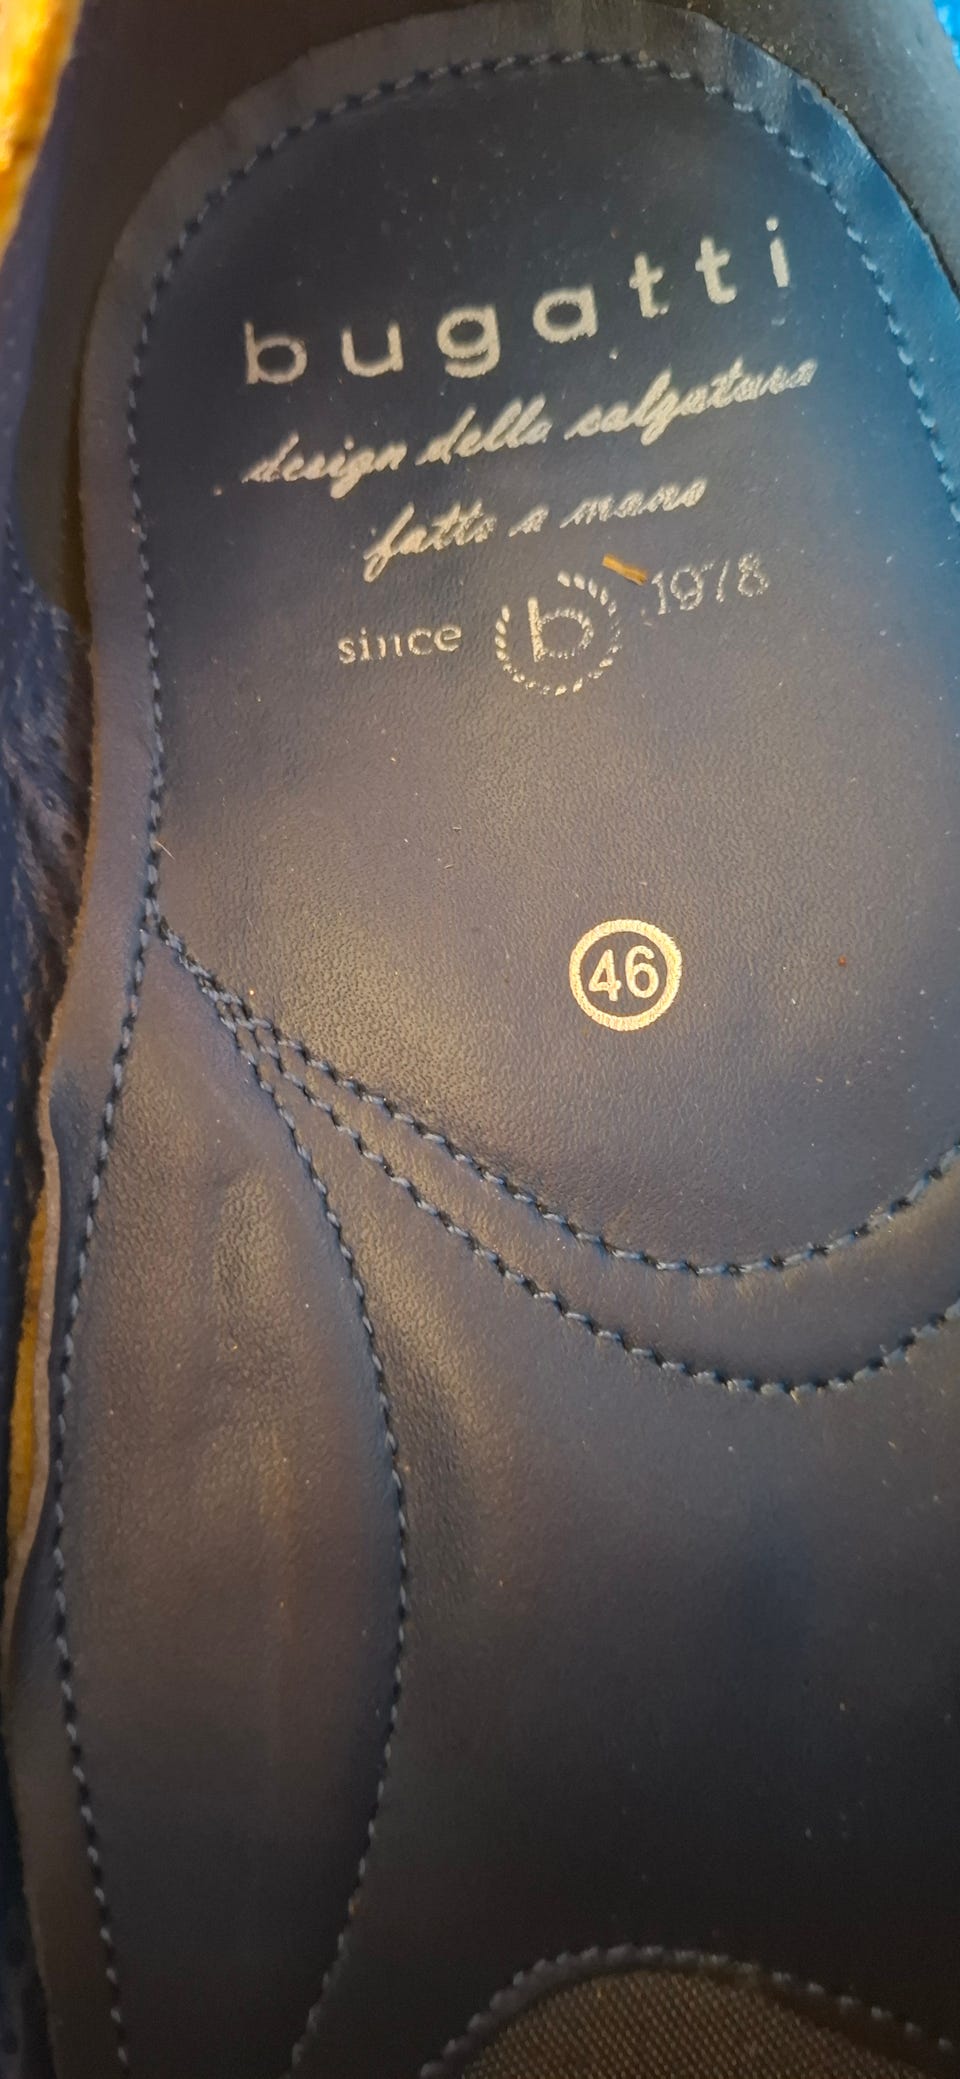 bugatti
design della calzatura
fatto a mano
since b 1978
46